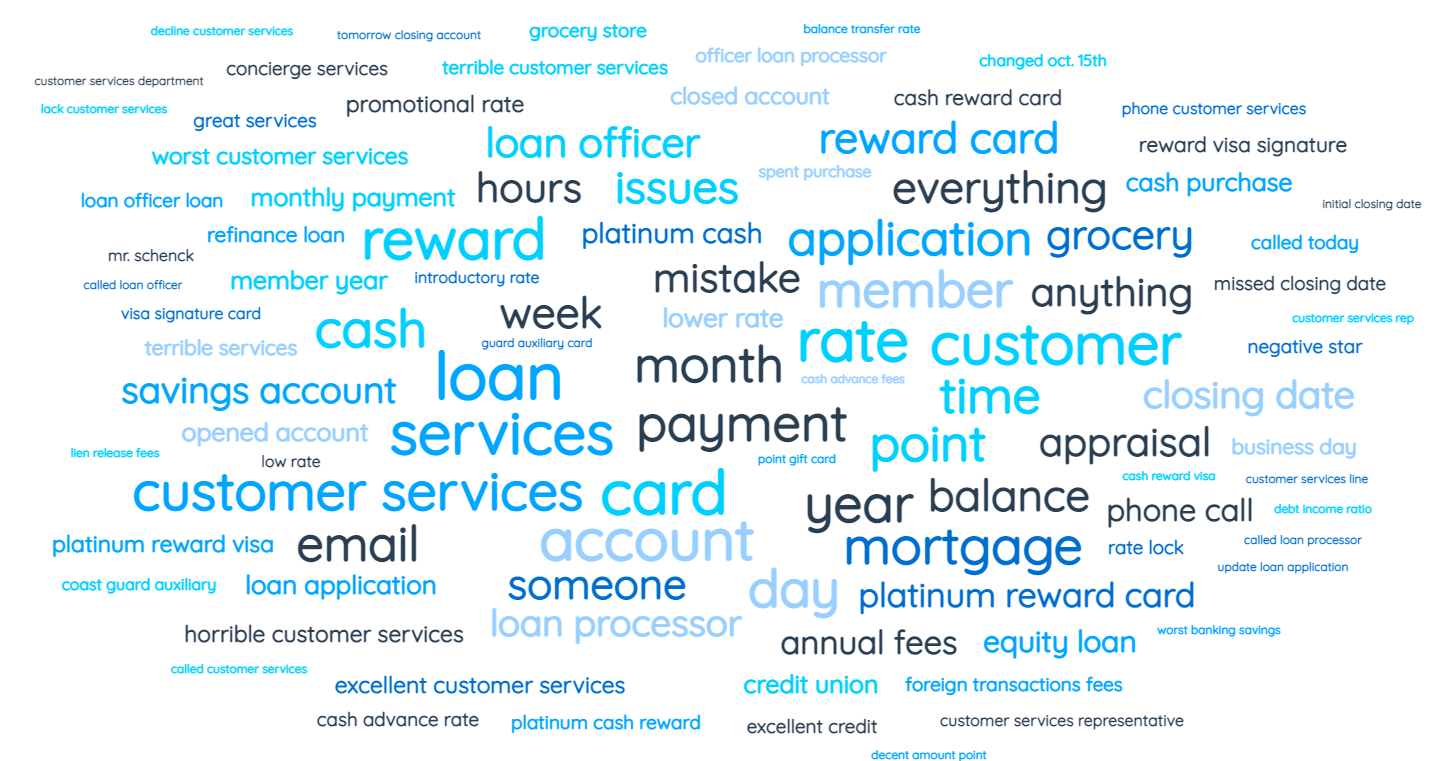 decline customer services
tomorrow closing account
grocery store
balance transfer rate
customer services department
concierge services
terrible customer services
officer loan processor
changed oct. 15th
lack customer services
great services
promotional rate
closed account
cash reward card
phone customer services
worst customer services
loan officer
reward card
reward visa signature
loan officer loan
monthly payment
hours
issues
spent purchase
everything
cash purchase
initial closing date
mr. schenck
refinance loan
reward
platinum cash
application
grocery
called today
called loan officer
member year
introductory rate
mistake
member
anything
missed closing date
visa signature card
cash
week
lower rate
rate
customer
customer services rep
terrible services
guard auxiliary card
negative star
savings account
loan
month
cash advance fees
time
closing date
opened account
services
payment
point
appraisal
business day
lien release fees
low rate
point gift card
cash reward visa
customer services line
customer services
card
year
balance
phone call
debt income ratio
platinum reward visa
email
account
mortgage
rate lock
called loan processor
coast guard auxiliary
loan application
someone
day
platinum reward card
update loan application
horrible customer services
loan processor
annual fees
equity loan
worst banking savings
called customer services
excellent customer services
credit union
foreign transactions fees
cash advance rate
platinum cash reward
excellent credit
customer services representative
decent amount point